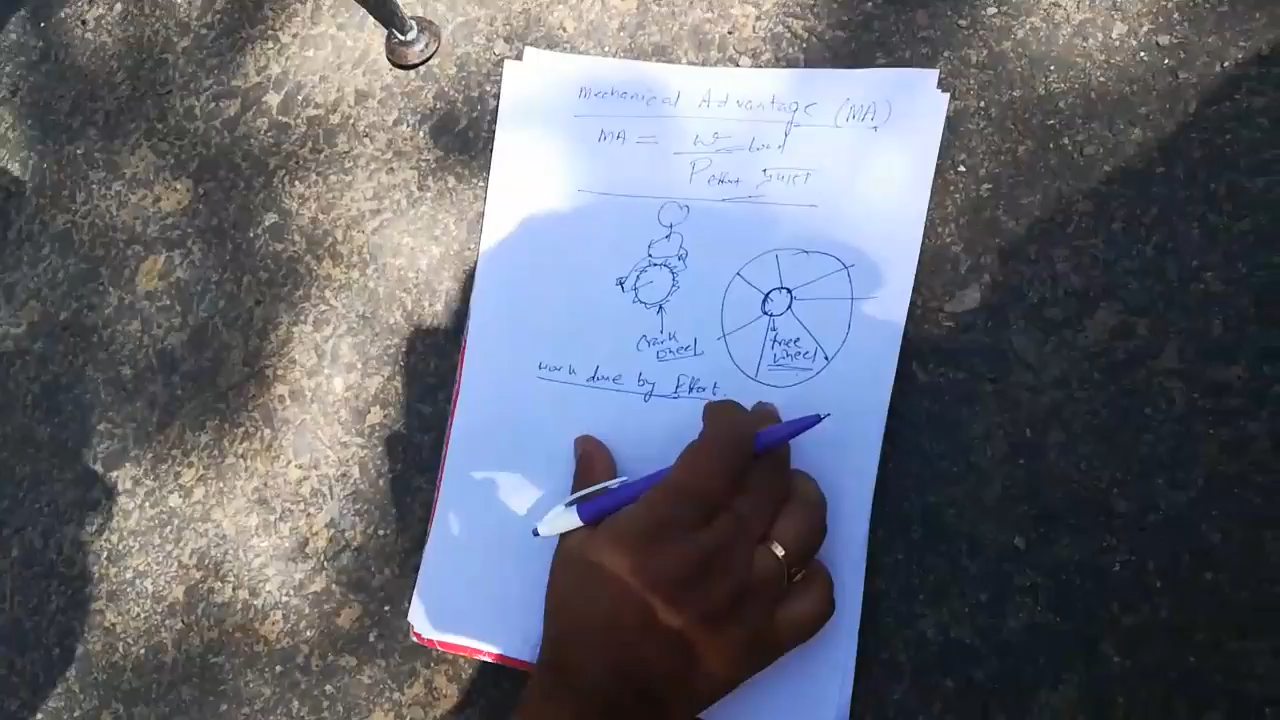 Mechanical Advantage (MA)
MA = W Load
P Effort
Crank
wheel
free
wheel
work done by Effort.